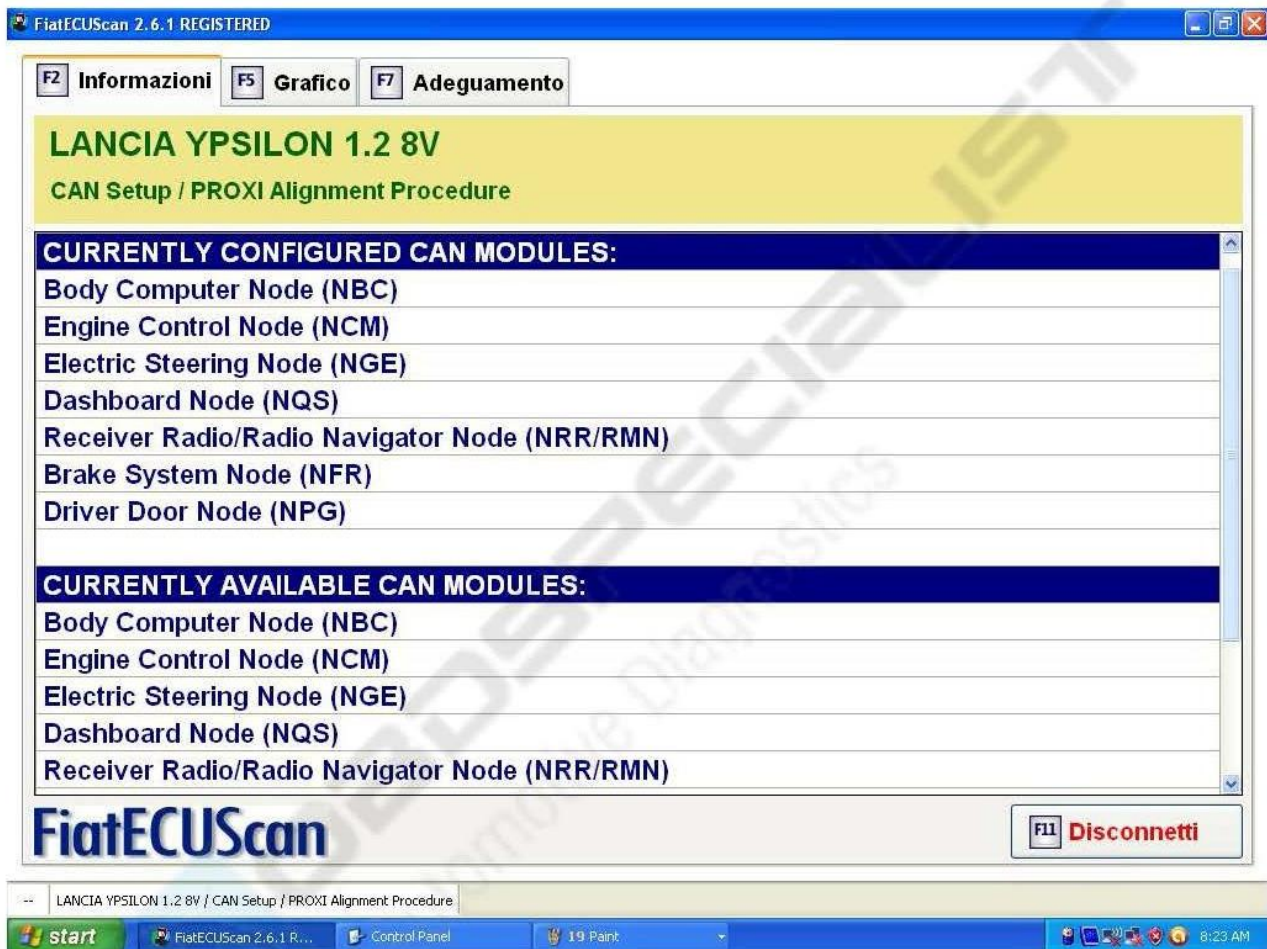 FiatECUScan 2.6.1 REGISTERED
F2 Informazioni F5 Grafico F7 Adeguamento
LANCIA YPSILON 1.2 8V
CAN Setup / PROXI Alignment Procedure
CURRENTLY CONFIGURED CAN MODULES:
Body Computer Node (NBC)
Engine Control Node (NCM)
Electric Steering Node (NGE)
Dashboard Node (NQS)
Receiver Radio/Radio Navigator Node (NRR/RMN)
Brake System Node (NFR)
Driver Door Node (NPG)
CURRENTLY AVAILABLE CAN MODULES:
Body Computer Node (NBC)
Engine Control Node (NCM)
Electric Steering Node (NGE)
Dashboard Node (NQS)
Receiver Radio/Radio Navigator Node (NRR/RMN)
FiatECUScan
F11 Disconnetti
-- LANCIA YPSILON 1.2 8V / CAN Setup / PROXI Alignment Procedure
start FiatECUScan 2.6.1 R... Control Panel 19 Paint 8:23 AM
OBDSPECIALIST
Automotive Diagnostics